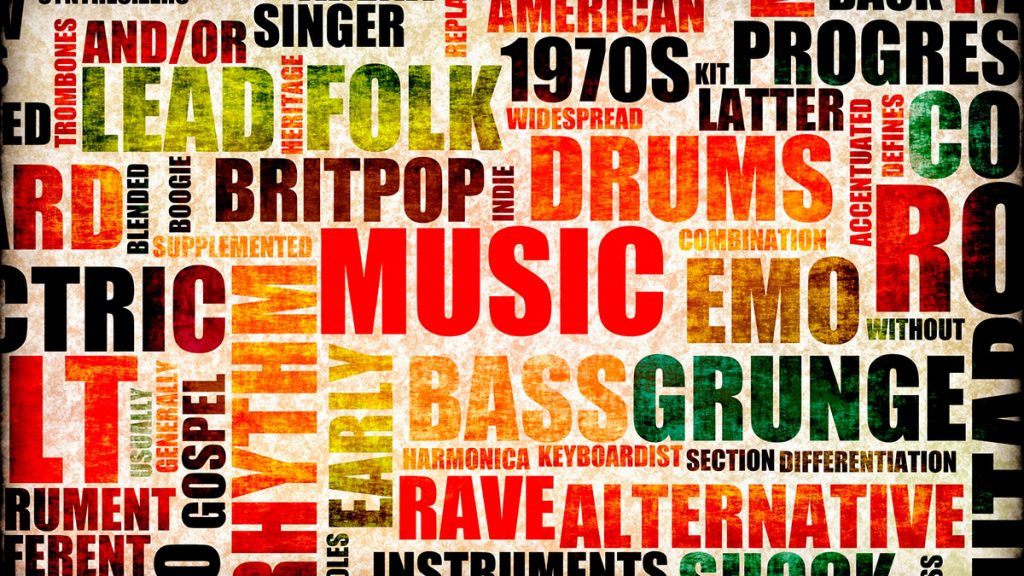 SINGER
REPLA
AMERICAN
BACK
AND/OR
TROMBONES
1970S
KIT
PROGRES
LEAD
HERITAGE
FOLK
WIDESPREAD
LATTER
ED
ACCENTUATED
DEFINES
CO
RD
BLENDED
BOOGIE
BRITPOP
INDIE
DRUMS
RO
SUPPLEMENTED
MUSIC
COMBINATION
CTRIC
RHYTHM
EMO
WITHOUT
LT
USUALLY
GENERALLY
GOSPEL
EARLY
BASS
GRUNGE
HARMONICA
KEYBOARDIST
SECTION
DIFFERENTIATION
RUMENT
RAVE
ALTERNATIVE
FERENT
OLES
INSTRUMENTS
SHOCK